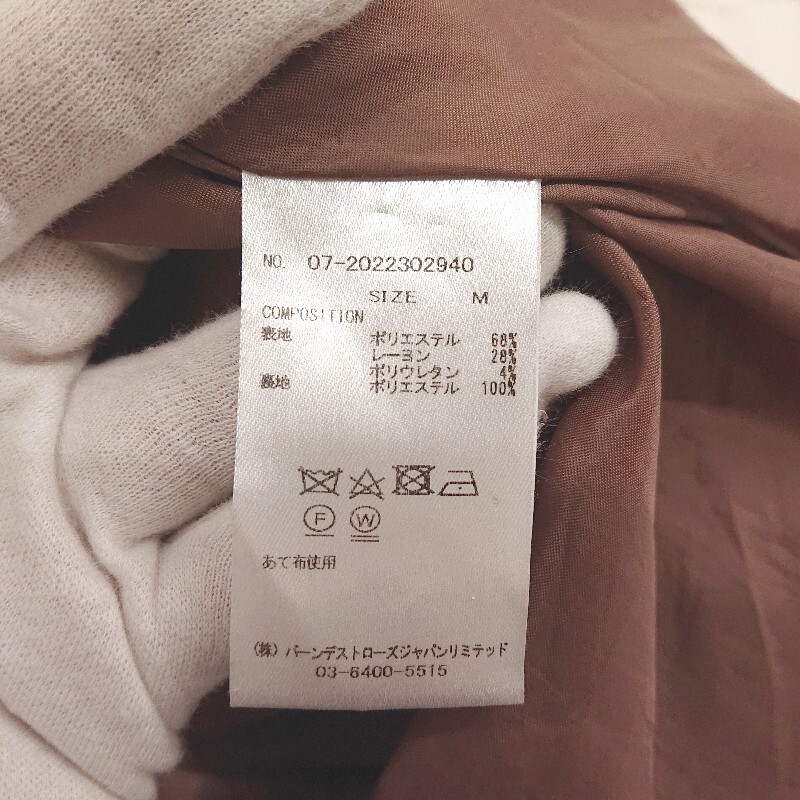 NO. 07-2022302940
SIZE M
COMPOSITION
表地 ポリエステル 68%
レーヨン 28%
ポリウレタン 4%
裏地 ポリエステル 100%
F W
あて布使用
(株) バーンデストローズジャパンリミテッド
03-6400-5515